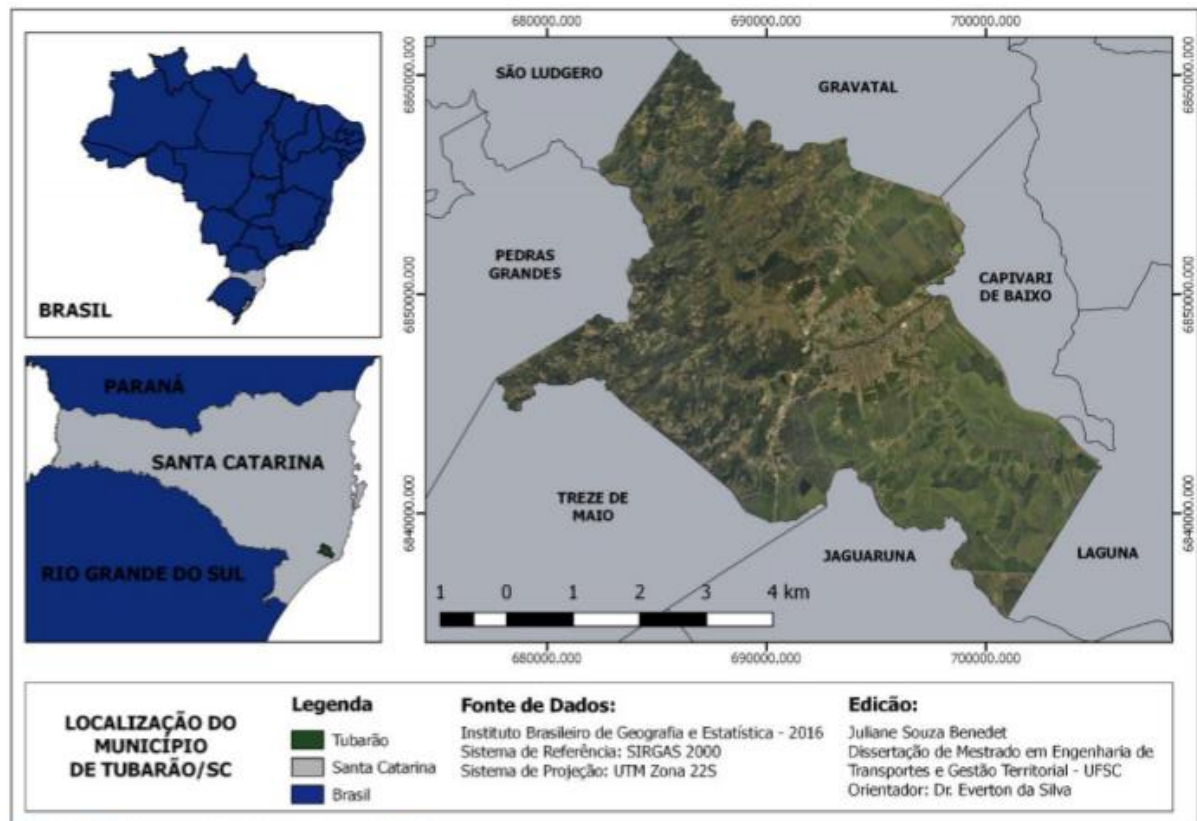 680000.000
690000.000
700000.000
BRASIL
PARANÁ
SANTA CATARINA
RIO GRANDE DO SUL
6860000.000
6850000.000
6840000.000
SÃO LUDGERO
GRAVATAL
PEDRAS
GRANDES
CAPIVARI
DE BAIXO
TREZE DE
MAIO
JAGUARUNA
LAGUNA
1 0 1 2 3 4 km
6860000.000
6850000.000
6840000.000
680000.000
690000.000
700000.000
LOCALIZAÇÃO DO
MUNICÍPIO
DE TUBARÃO/SC
Legenda
Tubarão
Santa Catarina
Brasil
Fonte de Dados:
Instituto Brasileiro de Geografia e Estatística - 2016
Sistema de Referência: SIRGAS 2000
Sistema de Projeção: UTM Zona 22S
Edicão:
Juliane Souza Benedet
Dissertação de Mestrado em Engenharia de
Transportes e Gestão Territorial - UFSC
Orientador: Dr. Everton da Silva